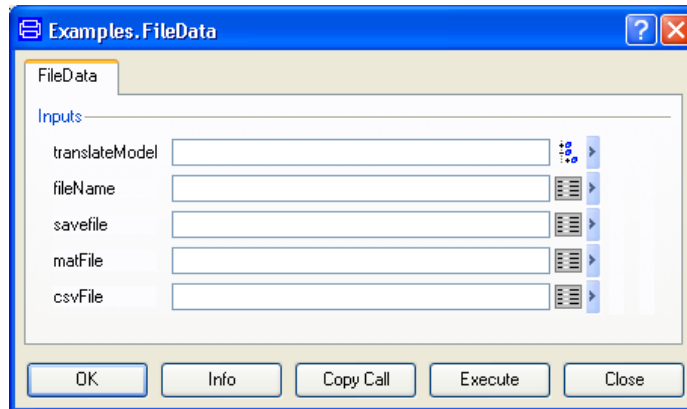 Examples.FileData
FileData
Inputs
translateModel
fileName
savefile
matFile
csvFile
OK Info Copy Call Execute Close